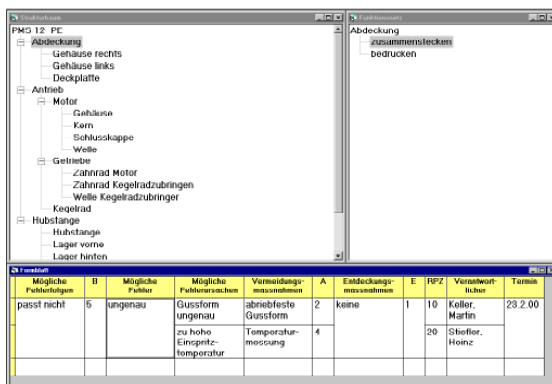 Strukturbaum
PMS 12 PE
Abdeckung
Gehäuse rechts
Gehäuse links
Deckplatte
Antrieb
Motor
Gehäuse
Kern
Schlusskappe
Welle
Getriebe
Zahnrad Motor
Zahnrad Kegelradzubringen
Welle Kegelradzubringer
Kegelrad
Hubstange
Hubstange
Lager vorne
Lager hinten
Funktionsnetz
Abdeckung
zusammenstecken
bedrucken
Formblatt
Mögliche Fehlerfolgen B Mögliche Fehler Mögliche Fehlerursachen Vermeidungs-massnahmen A Entdeckungs-massnahmen E RPZ Verantwort-licher Termin
passt nicht 5 ungenau Gussform ungenau abriebfeste Gussform 2 keine 1 10 Keller, Martin 23.2.00
zu hohe Einspritz-temperatur Temperatur-messung 4 20 Stiefler, Heinz